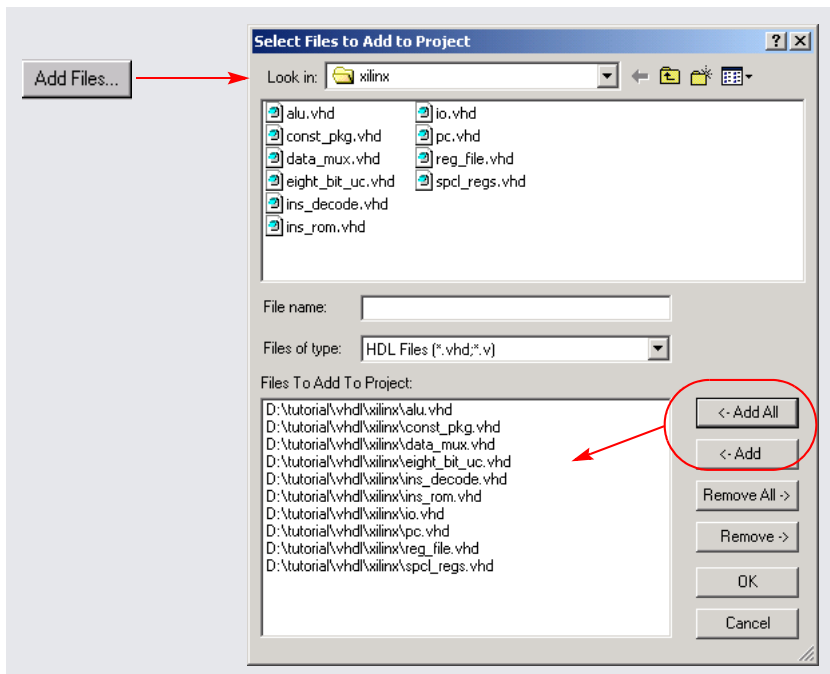 Select Files to Add to Project
Add Files...
Look in: xilinx
alu.vhd
const_pkg.vhd
data_mux.vhd
eight_bit_uc.vhd
ins_decode.vhd
ins_rom.vhd
io.vhd
pc.vhd
reg_file.vhd
spcl_regs.vhd
File name:
Files of type: HDL Files (*.vhd;*.v)
Files To Add To Project:
D:\tutorial\vhdl\xilinx\alu.vhd
D:\tutorial\vhdl\xilinx\const_pkg.vhd
D:\tutorial\vhdl\xilinx\data_mux.vhd
D:\tutorial\vhdl\xilinx\eight_bit_uc.vhd
D:\tutorial\vhdl\xilinx\ins_decode.vhd
D:\tutorial\vhdl\xilinx\ins_rom.vhd
D:\tutorial\vhdl\xilinx\io.vhd
D:\tutorial\vhdl\xilinx\pc.vhd
D:\tutorial\vhdl\xilinx\reg_file.vhd
D:\tutorial\vhdl\xilinx\spcl_regs.vhd
<- Add All
<- Add
Remove All ->
Remove ->
OK
Cancel